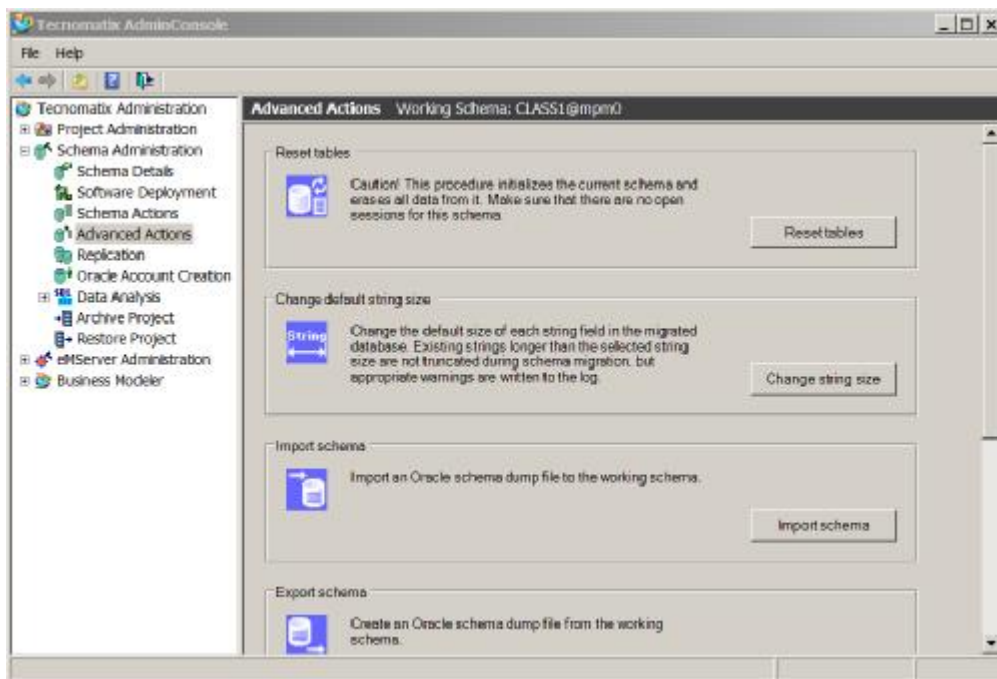 Tecnomatix AdminConsole
File Help
Tecnomatix Administration
Project Administration
Schema Administration
Schema Details
Software Deployment
Schema Actions
Advanced Actions
Replication
Oracle Account Creation
Data Analysis
Archive Project
Restore Project
eMServer Administration
Business Modeler
Advanced Actions Working Schema: CLASS1@mpm0
Reset tables
Caution! This procedure initializes the current schema and
erases all data from it. Make sure that there are no open
sessions for this schema.
Reset tables
Change default string size
String
Change the default size of each string field in the migrated
database. Existing strings longer than the selected string
size are not truncated during schema migration, but
appropriate warnings are written to the log.
Change string size
Import schema
Import an Oracle schema dump file to the working schema.
Import schema
Export schema
Create an Oracle schema dump file from the working
schema.